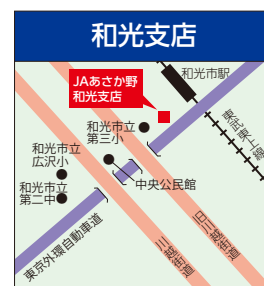 和光支店
JAあさか野
和光支店
和光市駅
東武東上線
和光市立
第三小
和光市立
広沢小
和光市立
第二中
中央公民館
東京外環自動車道
川越街道
旧川越街道